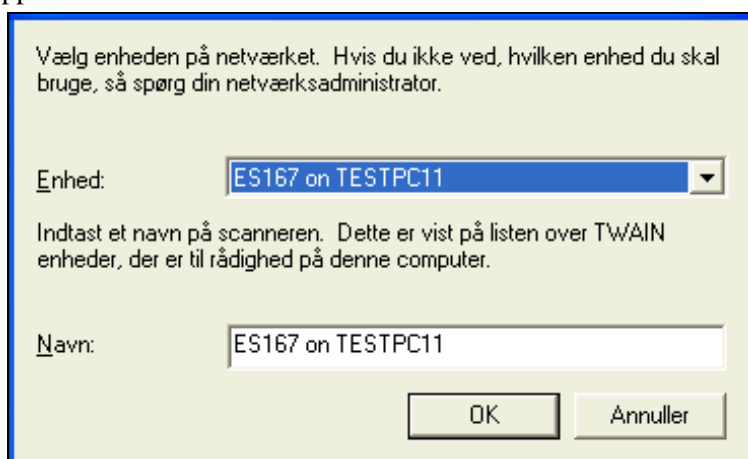 Vælg enheden på netværket. Hvis du ikke ved, hvilken enhed du skal
bruge, så spørg din netværksadministrator.
Enhed: ES167 on TESTPC11
Indtast et navn på scanneren. Dette er vist på listen over TWAIN
enheder, der er til rådighed på denne computer.
Navn: ES167 on TESTPC11
OK Annuller